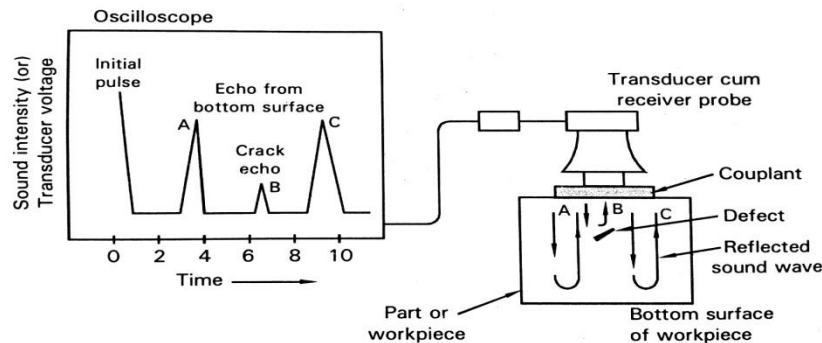 Oscilloscope
Sound intensity (or)
Transducer voltage
Initial
pulse
Echo from
bottom surface
A
C
Crack
echo
B
0 2 4 6 8 10
Time
Transducer cum
receiver probe
Couplant
A B C
Defect
Reflected
sound wave
Part or
workpiece
Bottom surface
of workpiece